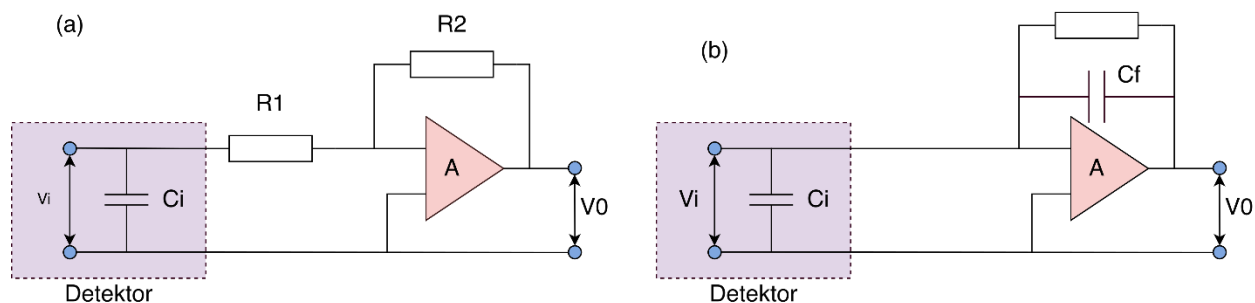 (a)
R2
R1
A
Vi
Ci
V0
Detektor
(b)
Cf
A
Vi
Ci
V0
Detektor